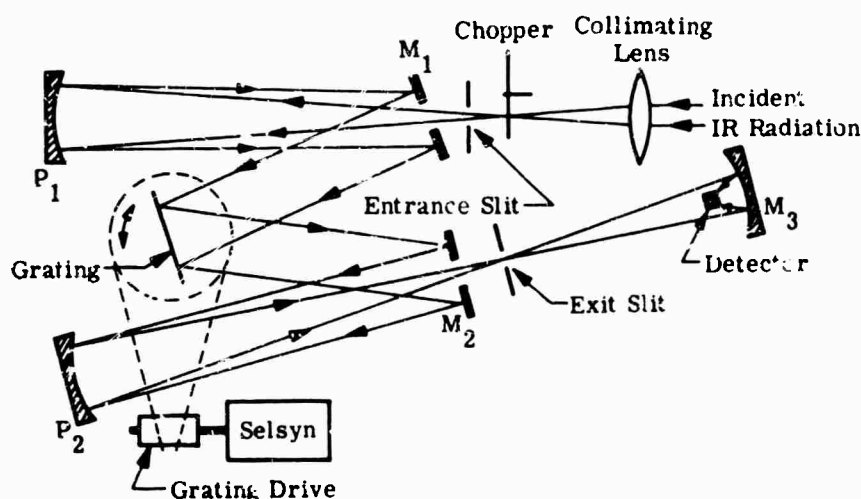 Chopper
Collimating
Lens
M1
Incident
IR Radiation
P1
Entrance Slit
M3
Grating
Detector
Exit Slit
M2
P2
Selsyn
Grating Drive